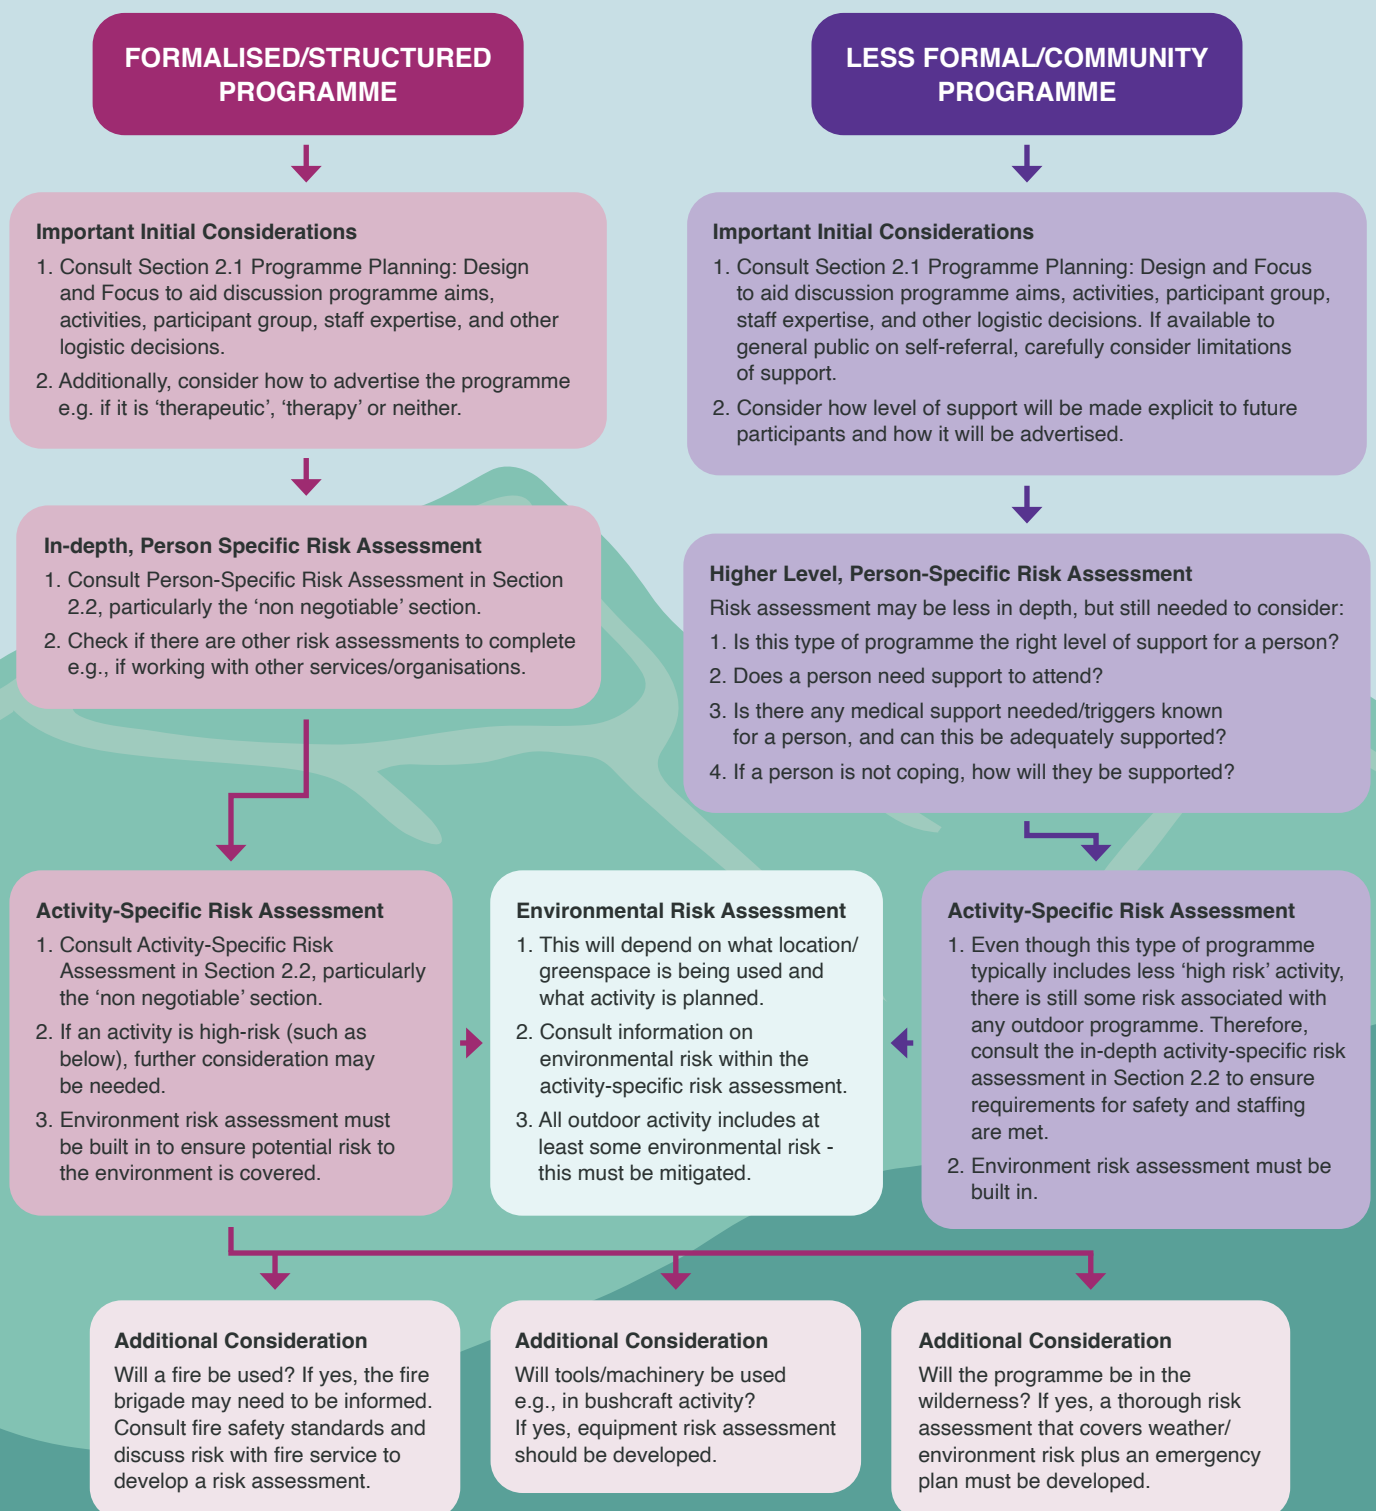 FORMALISED/STRUCTURED
PROGRAMME
LESS FORMAL/COMMUNITY
PROGRAMME
Important Initial Considerations
1. Consult Section 2.1 Programme Planning: Design
and Focus to aid discussion programme aims,
activities, participant group, staff expertise, and other
logistic decisions.
2. Additionally, consider how to advertise the programme
e.g. if it is ‘therapeutic’, ‘therapy’ or neither.
Important Initial Considerations
1. Consult Section 2.1 Programme Planning: Design and Focus
to aid discussion programme aims, activities, participant group,
staff expertise, and other logistic decisions. If available to
general public on self-referral, carefully consider limitations
of support.
2. Consider how level of support will be made explicit to future
participants and how it will be advertised.
In-depth, Person Specific Risk Assessment
1. Consult Person-Specific Risk Assessment in Section
2.2, particularly the ‘non negotiable’ section.
2. Check if there are other risk assessments to complete
e.g., if working with other services/organisations.
Higher Level, Person-Specific Risk Assessment
Risk assessment may be less in depth, but still needed to consider:
1. Is this type of programme the right level of support for a person?
2. Does a person need support to attend?
3. Is there any medical support needed/triggers known
for a person, and can this be adequately supported?
4. If a person is not coping, how will they be supported?
Activity-Specific Risk Assessment
1. Consult Activity-Specific Risk
Assessment in Section 2.2, particularly
the ‘non negotiable’ section.
2. If an activity is high-risk (such as
below), further consideration may
be needed.
3. Environment risk assessment must
be built in to ensure potential risk to
the environment is covered.
Environmental Risk Assessment
1. This will depend on what location/
greenspace is being used and
what activity is planned.
2. Consult information on
environmental risk within the
activity-specific risk assessment.
3. All outdoor activity includes at
least some environmental risk -
this must be mitigated.
Activity-Specific Risk Assessment
1. Even though this type of programme
typically includes less ‘high risk’ activity,
there is still some risk associated with
any outdoor programme. Therefore,
consult the in-depth activity-specific risk
assessment in Section 2.2 to ensure
requirements for safety and staffing
are met.
2. Environment risk assessment must be
built in.
Additional Consideration
Will a fire be used? If yes, the fire
brigade may need to be informed.
Consult fire safety standards and
discuss risk with fire service to
develop a risk assessment.
Additional Consideration
Will tools/machinery be used
e.g., in bushcraft activity?
If yes, equipment risk assessment
should be developed.
Additional Consideration
Will the programme be in the
wilderness? If yes, a thorough risk
assessment that covers weather/
environment risk plus an emergency
plan must be developed.